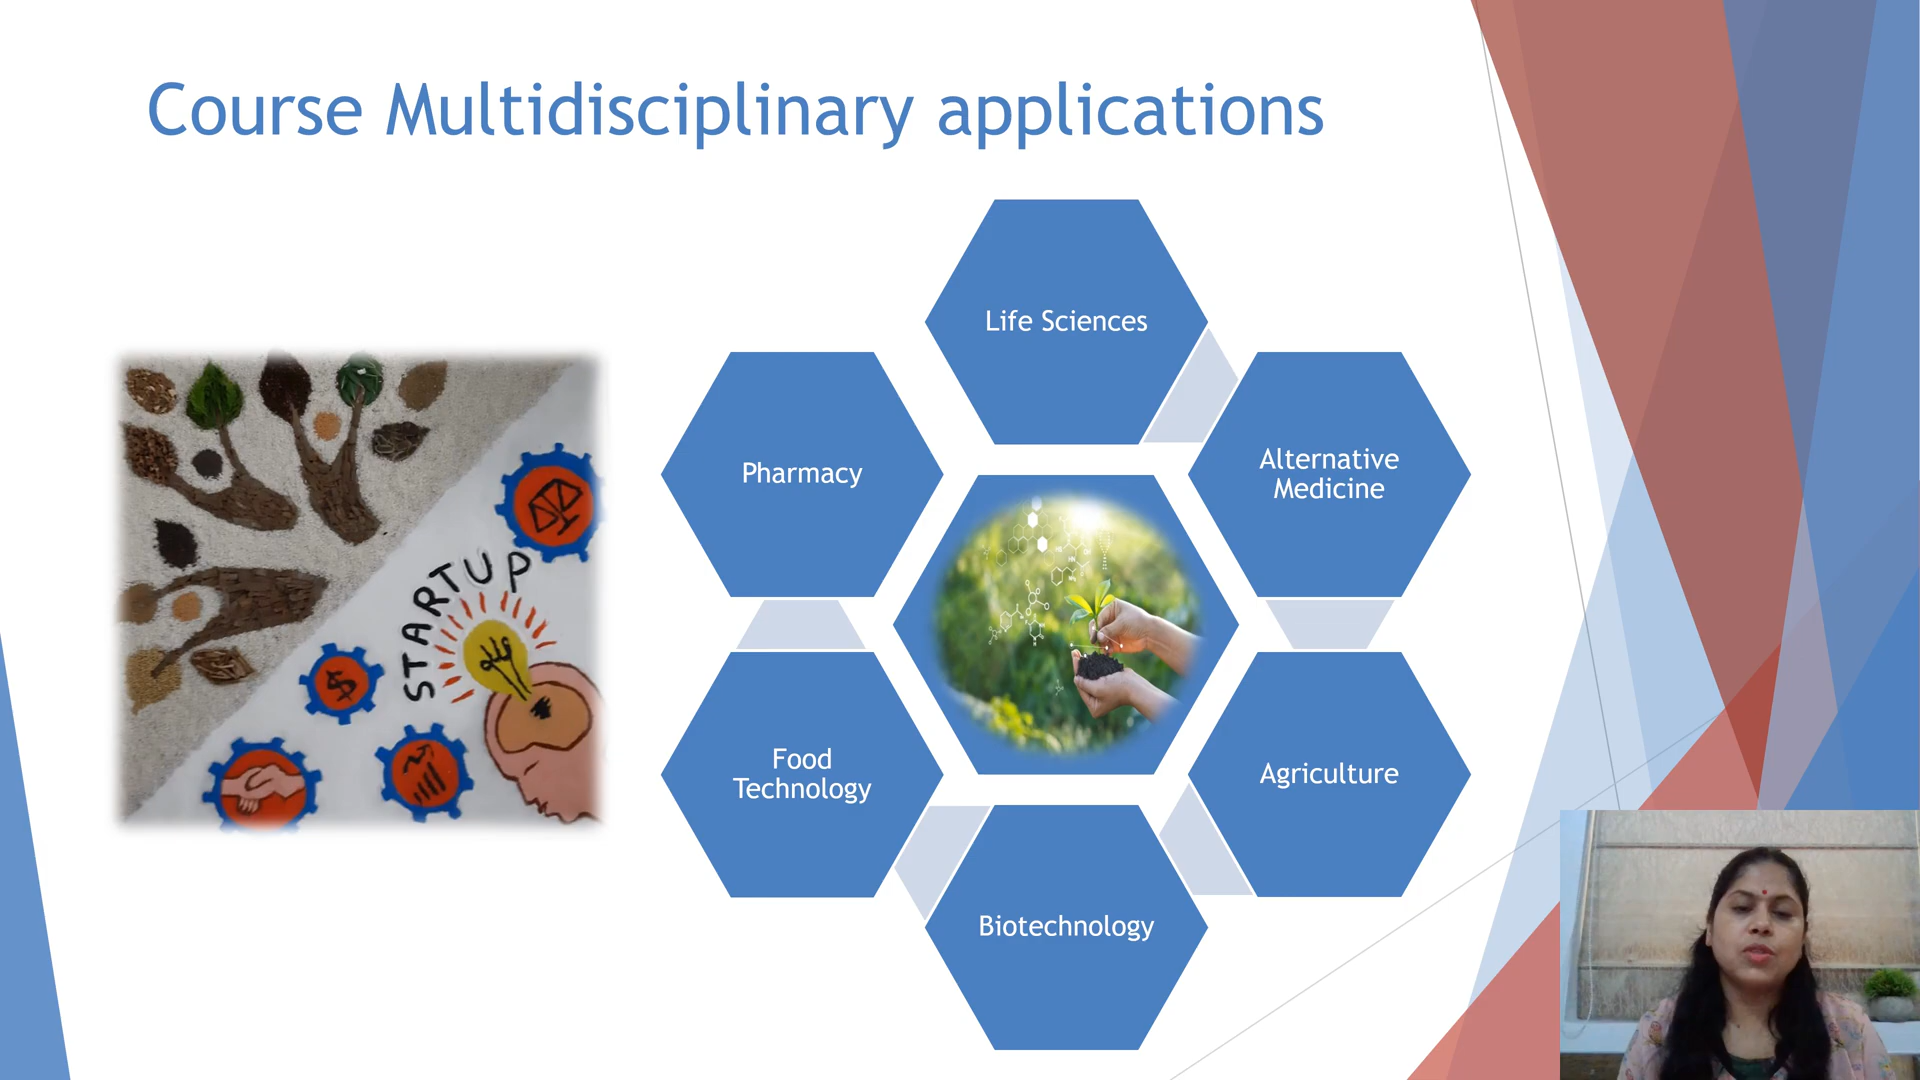 Course Multidisciplinary applications
Life Sciences
Pharmacy
Alternative
Medicine
STARTUP
$
Food
Technology
Agriculture
Biotechnology